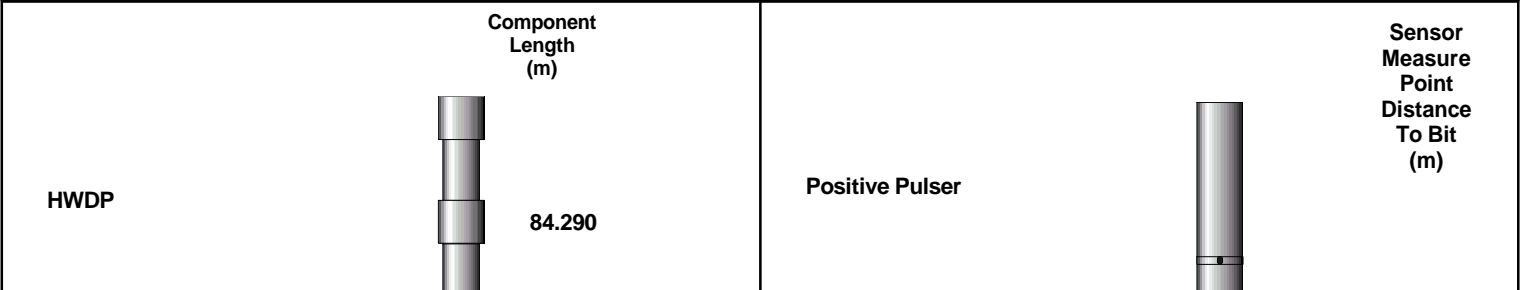 Component
Length
(m)
HWDP
84.290
Sensor
Measure
Point
Distance
To Bit
(m)
Positive Pulser